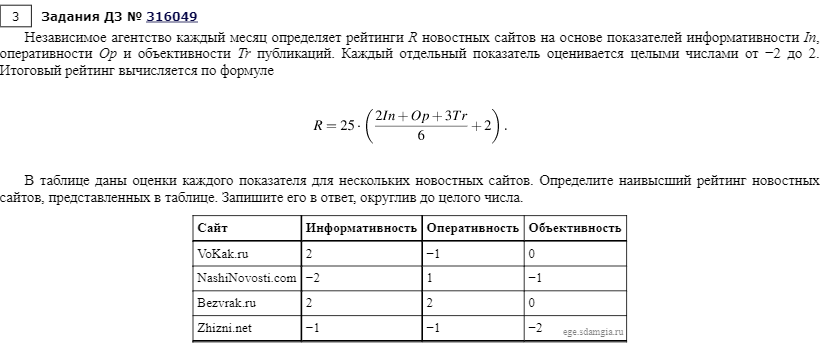 3 Задания ДЗ № 316049
Независимое агентство каждый месяц определяет рейтинги R новостных сайтов на основе показателей информативности In,
оперативности Op и объективности Tr публикаций. Каждый отдельный показатель оценивается целыми числами от −2 до 2.
Итоговый рейтинг вычисляется по формуле
R = 25 · ( (2In + Op + 3Tr) / 6 + 2 ) .
В таблице даны оценки каждого показателя для нескольких новостных сайтов. Определите наивысший рейтинг новостных
сайтов, представленных в таблице. Запишите его в ответ, округлив до целого числа.
Сайт Информативность Оперативность Объективность
VoKak.ru 2 −1 0
NashiNovosti.com −2 1 −1
Bezvrak.ru 2 2 0
Zhizni.net −1 −1 −2
ege.sdamgia.ru